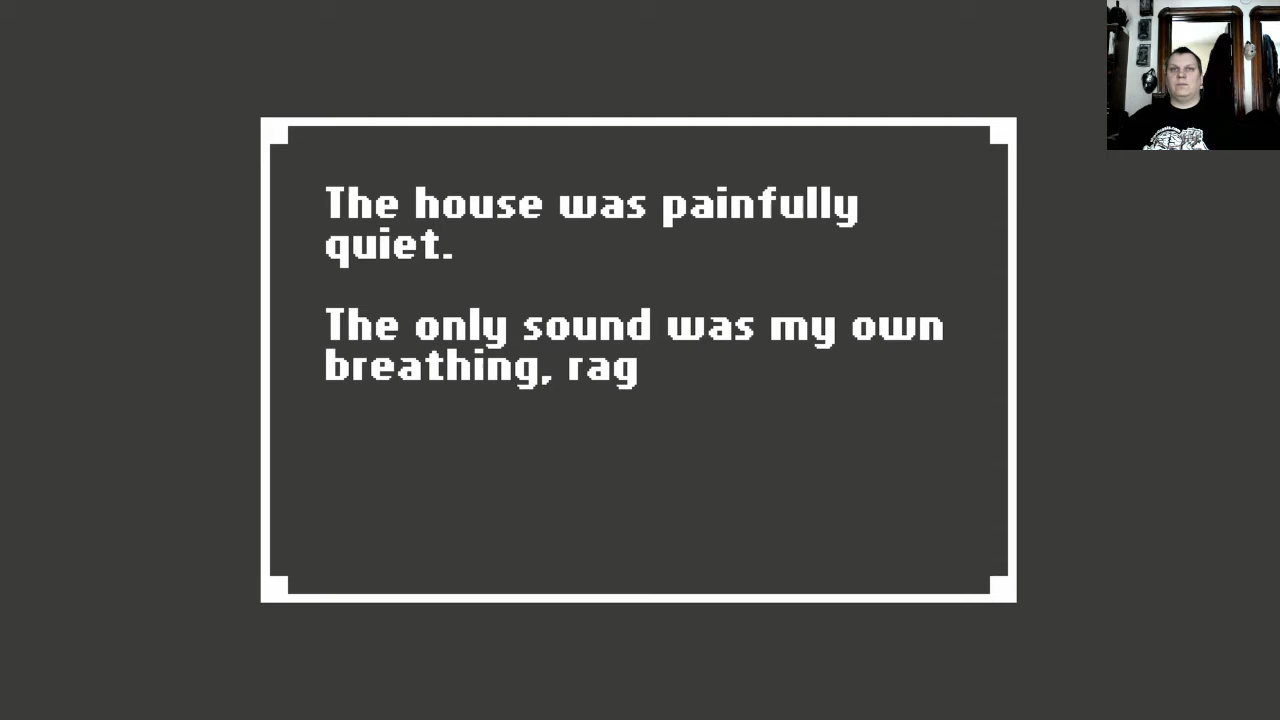 The house was painfully
quiet.
The only sound was my own
breathing, rag